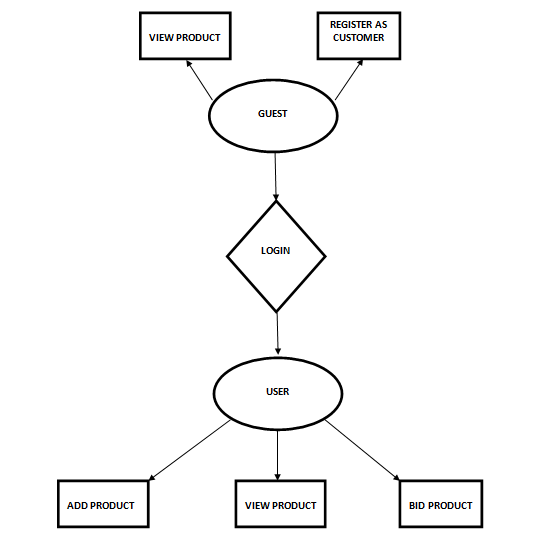 VIEW PRODUCT
REGISTER AS
CUSTOMER
GUEST
LOGIN
USER
ADD PRODUCT
VIEW PRODUCT
BID PRODUCT